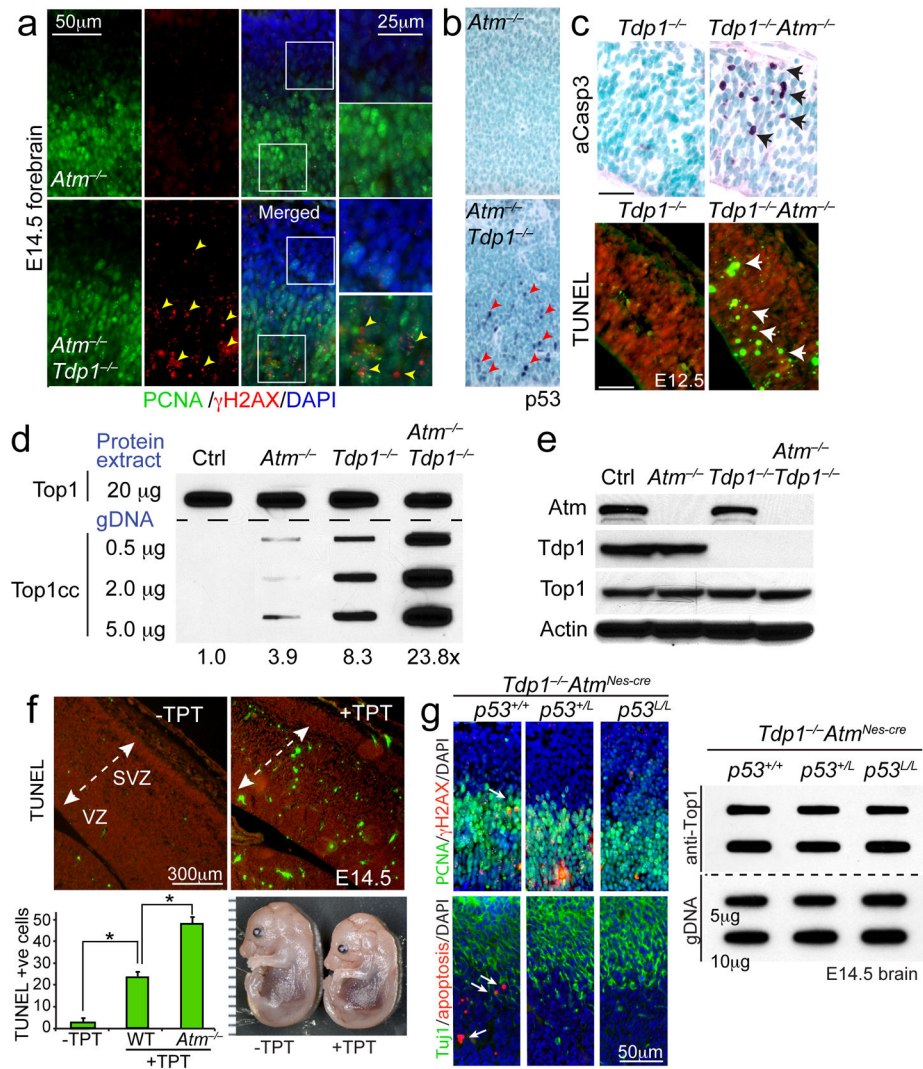 a
50μm
25μm
E14.5 forebrain
Atm–/–
Merged
Atm–/–
Tdp1–/–
PCNA /γH2AX/DAPI
b
Atm–/–
Atm–/–
Tdp1–/–
p53
c
Tdp1–/–
Tdp1–/–Atm–/–
aCasp3
Tdp1–/–
Tdp1–/–Atm–/–
TUNEL
E12.5
d
Protein
extract
Ctrl
Atm–/–
Tdp1–/–
Atm–/–
Tdp1–/–
Top1
20 μg
gDNA
Top1cc
0.5 μg
2.0 μg
5.0 μg
1.0
3.9
8.3
23.8x
e
Ctrl
Atm–/–
Tdp1–/–
Atm–/–
Tdp1–/–
Atm
Tdp1
Top1
Actin
f
TUNEL
-TPT
SVZ
VZ
300μm
+TPT
E14.5
TUNEL +ve cells
50
40
30
20
10
0
*
*
-TPT
WT
Atm–/–
+TPT
-TPT
+TPT
g
Tdp1–/–AtmNes-cre
p53+/+
p53+/L
p53L/L
PCNA/γH2AX/DAPI
Tuj1/apoptosis/DAPI
50μm
Tdp1–/–AtmNes-cre
p53+/+
p53+/L
p53L/L
anti-Top1
gDNA
5μg
10μg
E14.5 brain